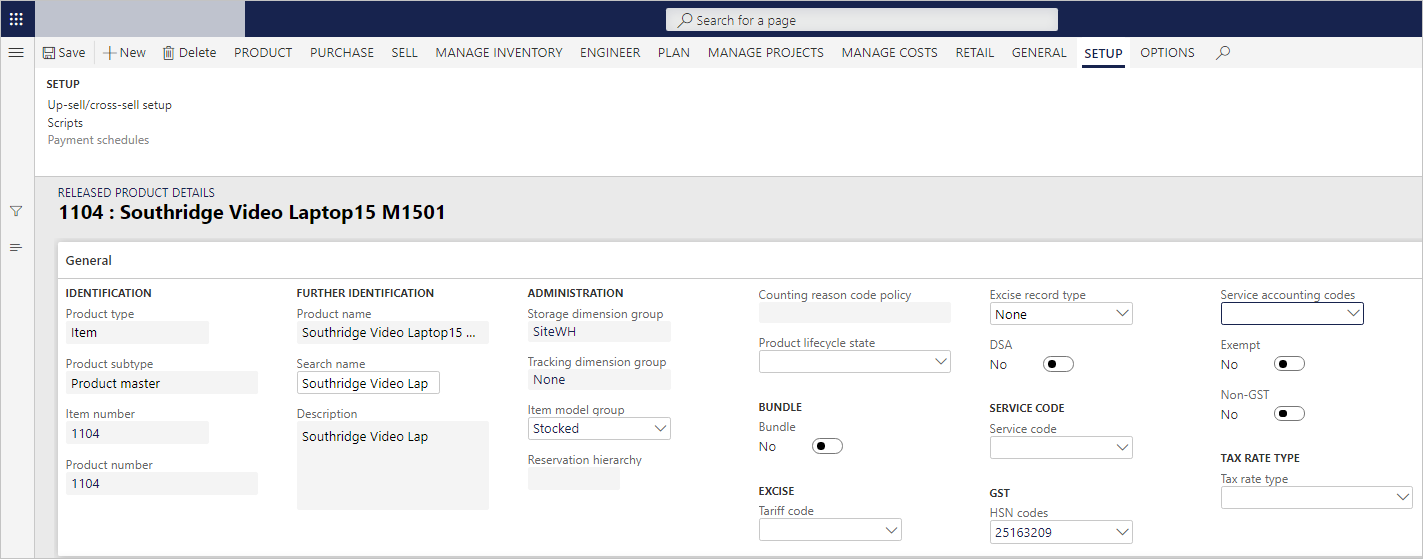 Search for a page
Save New Delete PRODUCT PURCHASE SELL MANAGE INVENTORY ENGINEER PLAN MANAGE PROJECTS MANAGE COSTS RETAIL GENERAL SETUP OPTIONS
SETUP
Up-sell/cross-sell setup
Scripts
Payment schedules
RELEASED PRODUCT DETAILS
1104 : Southridge Video Laptop15 M1501
General
IDENTIFICATION
Product type
Item
Product subtype
Product master
Item number
1104
Product number
1104
FURTHER IDENTIFICATION
Product name
Southridge Video Laptop15 ...
Search name
Southridge Video Lap
Description
Southridge Video Lap
ADMINISTRATION
Storage dimension group
SiteWH
Tracking dimension group
None
Item model group
Stocked
Reservation hierarchy
Counting reason code policy
Product lifecycle state
BUNDLE
Bundle
No
EXCISE
Tariff code
Excise record type
None
DSA
No
SERVICE CODE
Service code
GST
HSN codes
25163209
Service accounting codes
Exempt
No
Non-GST
No
TAX RATE TYPE
Tax rate type